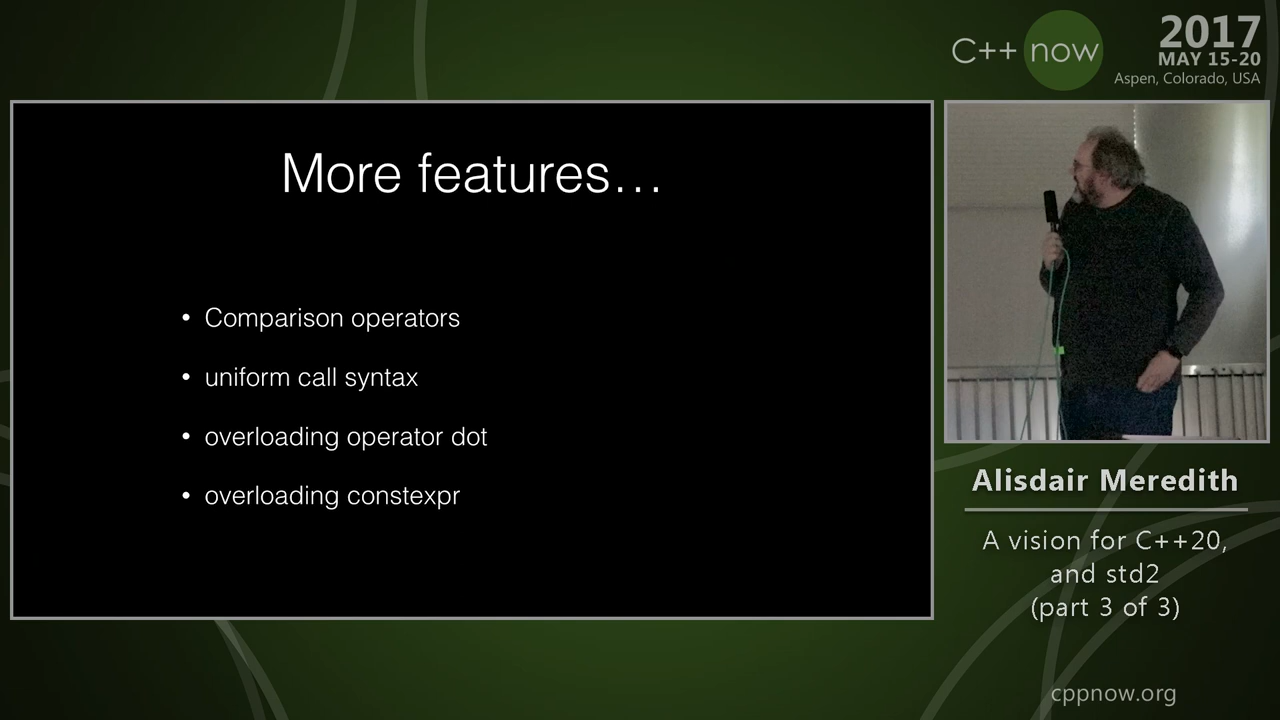 C++ now
2017
MAY 15-20
Aspen, Colorado, USA
More features...
• Comparison operators
• uniform call syntax
• overloading operator dot
• overloading constexpr
Alisdair Meredith
A vision for C++20,
and std2
(part 3 of 3)
cppnow.org